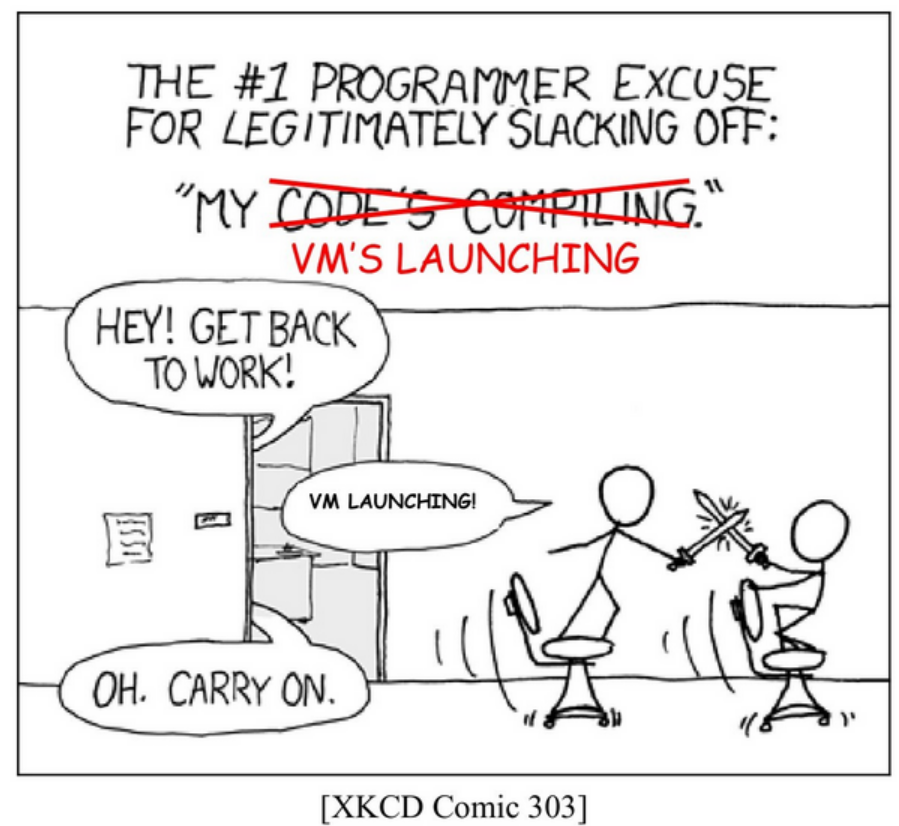 THE #1 PROGRAMMER EXCUSE
FOR LEGITIMATELY SLACKING OFF:
"MY CODE'S COMPILING."
VM'S LAUNCHING
HEY! GET BACK
TO WORK!
VM LAUNCHING!
OH. CARRY ON.
[XKCD Comic 303]